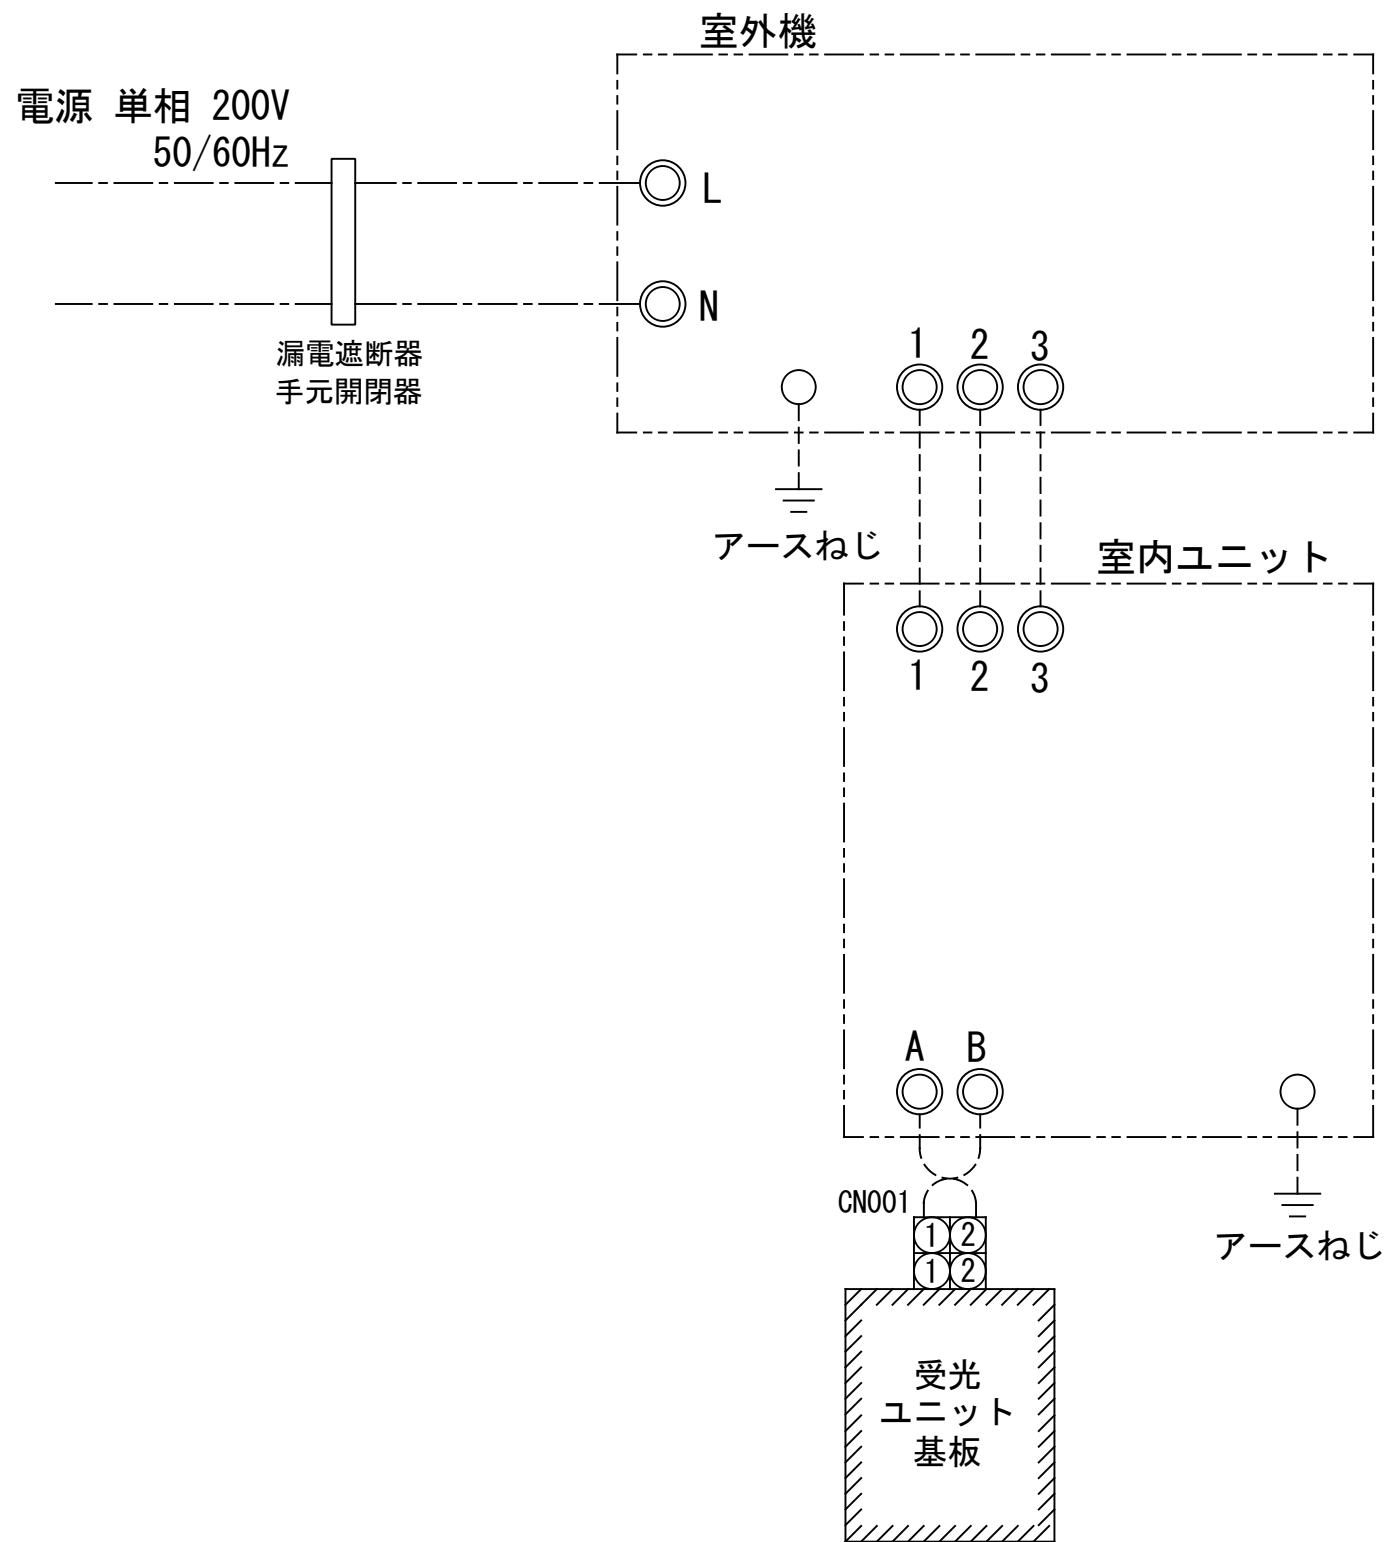 室外機
電源 単相 200V
50/60Hz
L
N
漏電遮断器
手元開閉器
1 2 3
アースねじ
室内ユニット
1 2 3
A B
CN001
1 2
1 2
アースねじ
受光
ユニット
基板